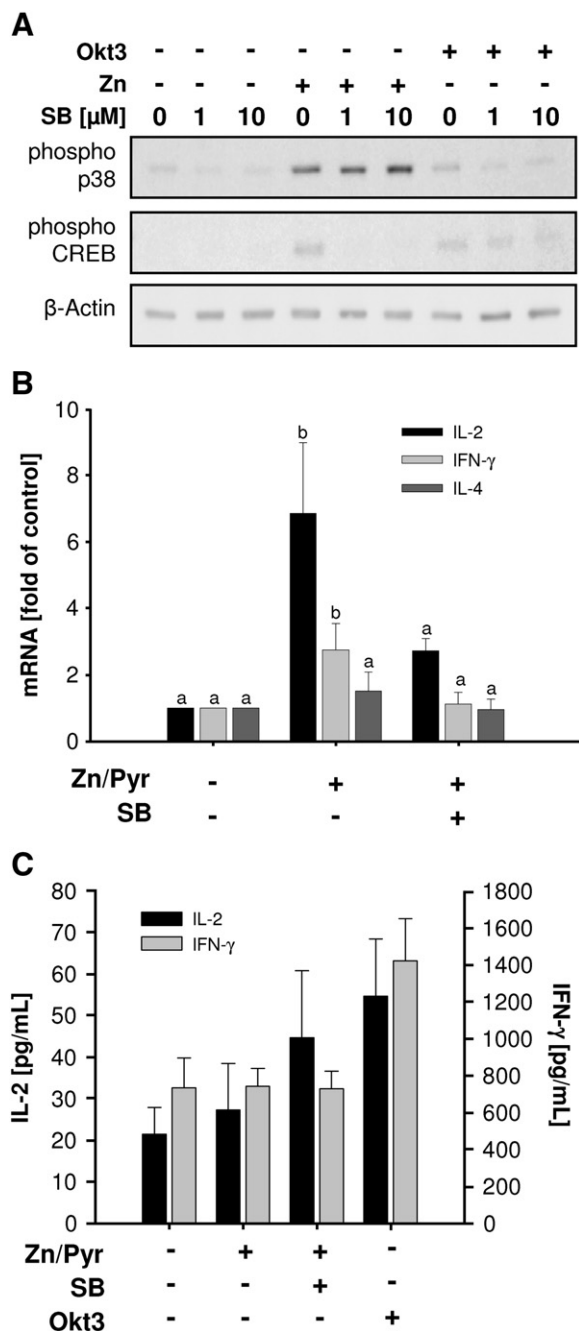 A
Okt3 - - - - - - + + +
Zn - - - + + + - - -
SB [µM] 0 1 10 0 1 10 0 1 10
phospho
p38
phospho
CREB
β-Actin
B
10
8
6
4
2
0
mRNA [fold of control]
IL-2
IFN-γ
IL-4
a a a b b a a a a
Zn/Pyr - + +
SB - - +
C
80
70
60
50
40
30
20
10
0
IL-2 [pg/mL]
IL-2
IFN-γ
1800
1600
1400
1200
1000
800
600
400
200
0
IFN-γ
[pg/mL]
Zn/Pyr - + + -
SB - - + -
Okt3 - - - +